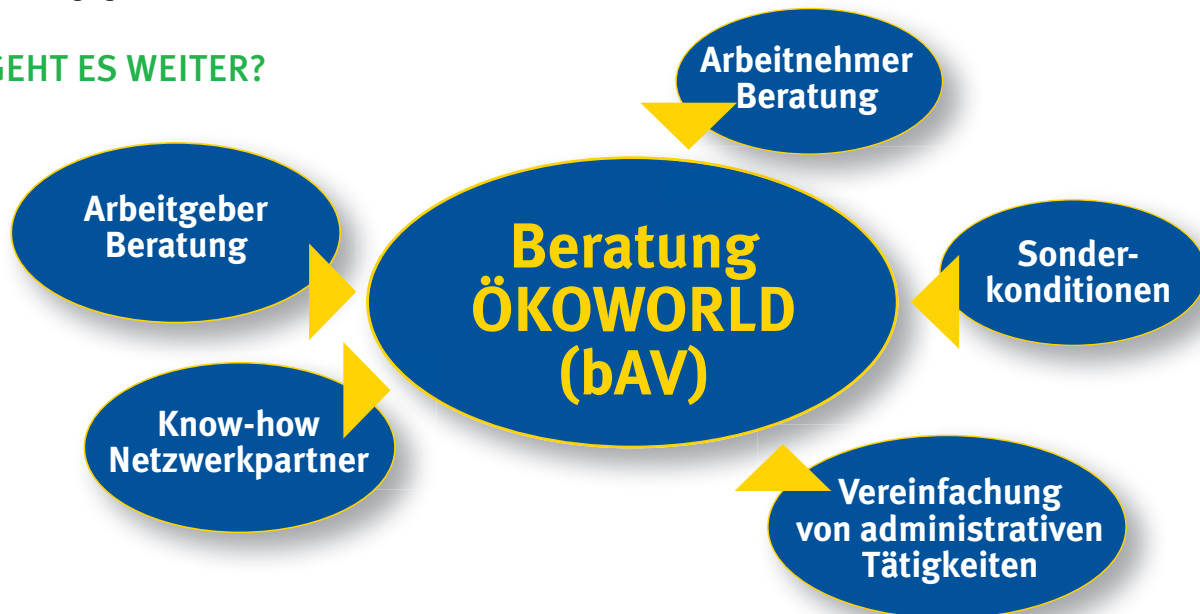 GEHT ES WEITER?
Arbeitnehmer
Beratung
Arbeitgeber
Beratung
Beratung
ÖKOWORLD
(bAV)
Sonder-
konditionen
Know-how
Netzwerkpartner
Vereinfachung
von administrativen
Tätigkeiten